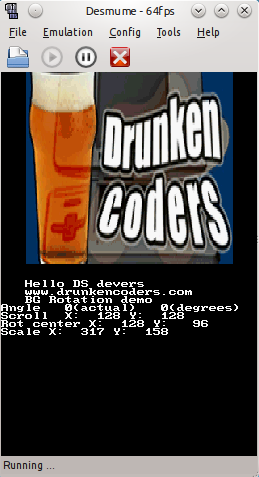 Desmume - 64fps
File Emulation Config Tools Help
Drunken
coders
Hello DS devers
www.drunkencoders.com
BG Rotation demo
Angle 0(actual) 0(degrees)
Scroll X: 128 Y: 128
Rot center X: 128 Y: 96
Scale X: 317 Y: 158
Running ...